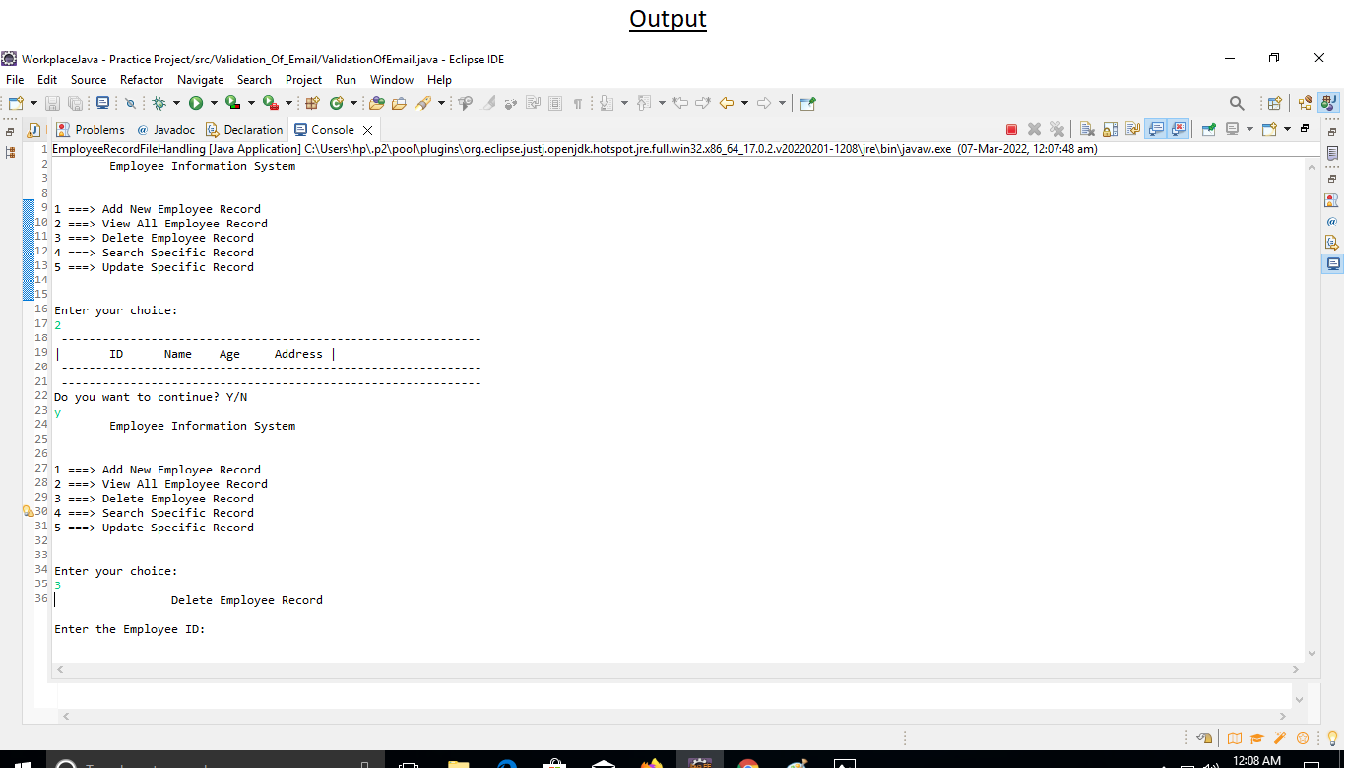 Output
WorkplaceJava - Practice Project/src/Validation_Of_Email/ValidationOfEmail.java - Eclipse IDE
File Edit Source Refactor Navigate Search Project Run Window Help
Problems @ Javadoc Declaration Console
1 EmployeeRecordFileHandling [Java Application] C:\Users\hp\.p2\pool\plugins\org.eclipse.justj.openjdk.hotspot.jre.full.win32.x86_64_17.0.2.v20220201-1208\jre\bin\javaw.exe (07-Mar-2022, 12:07:48 am)
2 Employee Information System
3
8
9 1 ===> Add New Employee Record
10 2 ===> View All Employee Record
11 3 ===> Delete Employee Record
12 4 ===> Search Specific Record
13 5 ===> Update Specific Record
14
15
16 Enter your choice:
17 2
18 -------------------------------------------------------------
19 | ID Name Age Address |
20 -------------------------------------------------------------
21 -------------------------------------------------------------
22 Do you want to continue? Y/N
23 y
24 Employee Information System
25
26
27 1 ===> Add New Employee Record
28 2 ===> View All Employee Record
29 3 ===> Delete Employee Record
30 4 ===> Search Specific Record
31 5 ===> Update Specific Record
32
33
34 Enter your choice:
35 3
36 Delete Employee Record
Enter the Employee ID:
12:08 AM